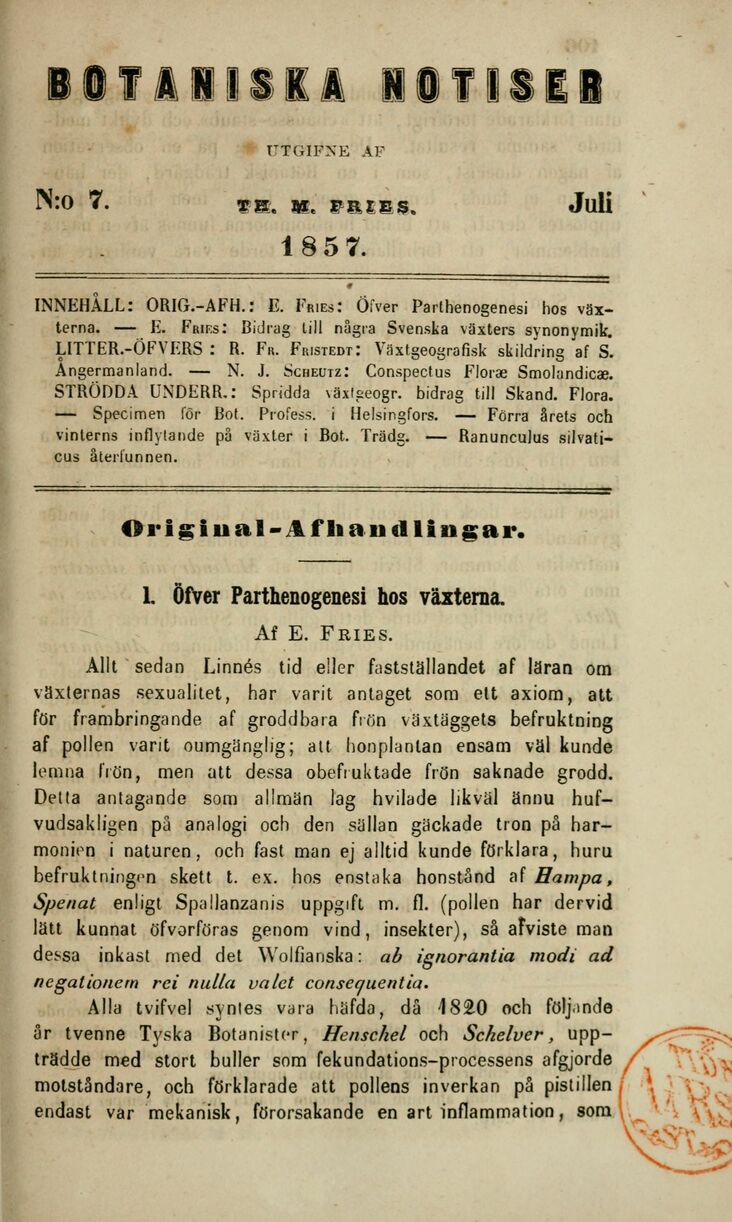 BOTANISKA NOTISER
UTGIFNE AF
N:o 7. TH. M. FRIES. Juli
1857.
INNEHÅLL: ORIG.-AFH.: E. FRIES: Öfver Parthenogenesi hos väx-
terna. — E. FRIES: Bidrag till några Svenska växters synonymik.
LITTER.-ÖFVERS: R. FR. FRISTEDT: Växtgeografisk skildring af S.
Ångermanland. — N. J. SCHEUTZ: Conspectus Floræ Smolandicæ.
STRÖDDA UNDERR.: Spridda växtgeogr. bidrag till Skand. Flora.
— Specimen för Bot. Profess. i Helsingfors. — Förra årets och
vinterns inflytande på växter i Bot. Trädg. — Ranunculus silvati-
cus återfunnen.
Original-Afhandlingar.
1. Öfver Parthenogenesi hos växterna.
Af E. FRIES.
Allt sedan Linnés tid eller fastställandet af läran om
växternas sexualitet, har varit antaget som ett axiom, att
för frambringande af groddbara frön växtäggets befruktning
af pollen varit oumgänglig; att honplantan ensam väl kunde
lemna frön, men att dessa obefruktade frön saknade grodd.
Detta antagande som allmän lag hvilade likväl ännu huf-
vudsakligen på analogi och den sällan gäckade tron på har-
monien i naturen, och fast man ej alltid kunde förklara, huru
befruktningen skett t. ex. hos enstaka honstånd af Hampa,
Spenat enligt Spallanzanis uppgift m. fl. (pollen har dervid
lätt kunnat öfverföras genom vind, insekter), så afviste man
dessa inkast med det Wolfianska: ab ignorantia modi ad
negationem rei nulla valet consequentia.
Alla tvifvel syntes vara häfda, då 1820 och följande
år tvenne Tyska Botanister, Henschel och Schelver, upp-
trädde med stort buller som fekundations-processens afgjorde
motståndare, och förklarade att pollens inverkan på pistillen
endast var mekanisk, förorsakande en art inflammation, som